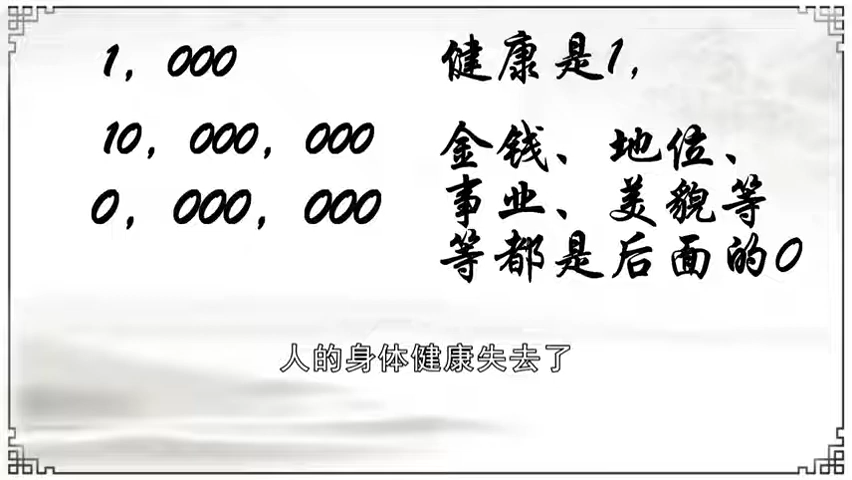 1，000
10，000，000
0，000，000
健康是1，
金钱、地位、
事业、美貌等
等都是后面的0
人的身体健康失去了